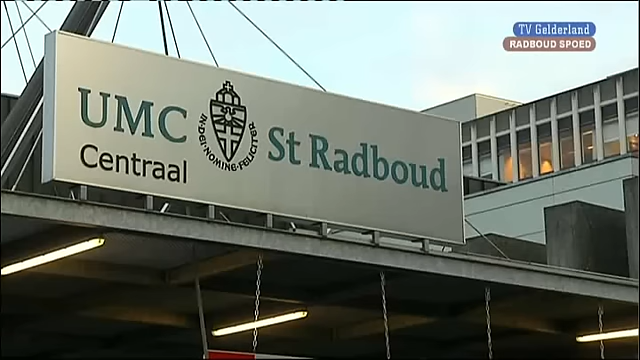 TV Gelderland
RADBOUD SPOED
UMC St Radboud
Centraal
IN·DEI·NOMINE·FELICITER